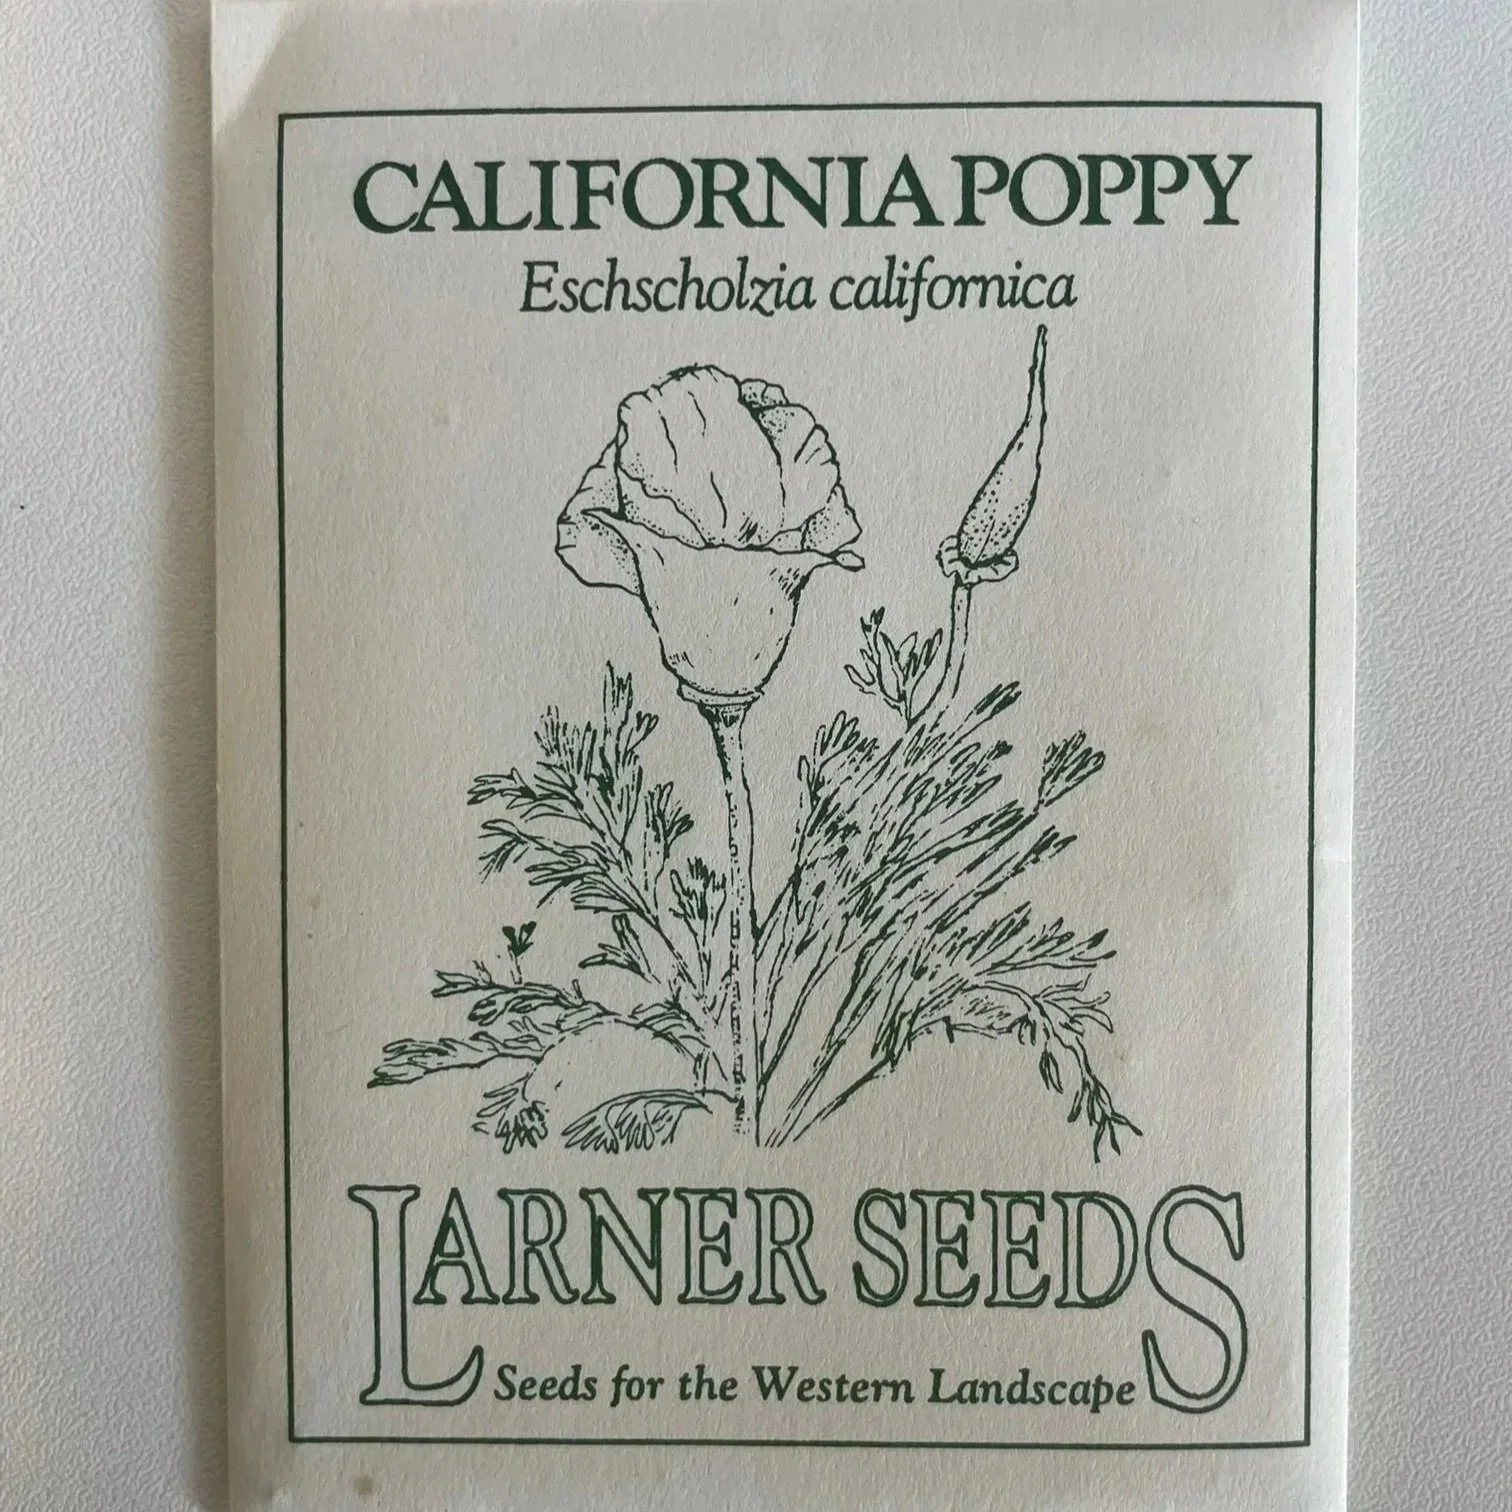 CALIFORNIA POPPY
Eschscholzia californica
LARNER SEEDS
Seeds for the Western Landscape